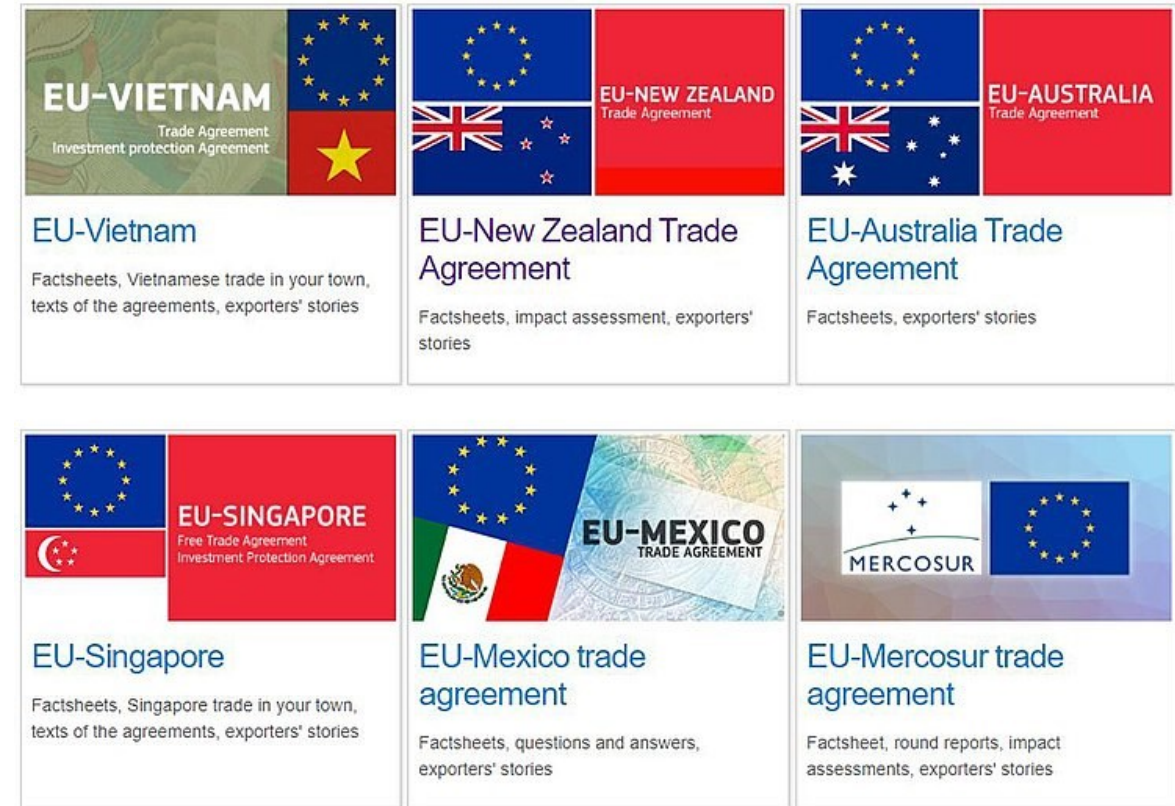 EU-VIETNAM
Trade Agreement
Investment protection Agreement
EU-Vietnam
Factsheets, Vietnamese trade in your town,
texts of the agreements, exporters' stories
EU-NEW ZEALAND
Trade Agreement
EU-New Zealand Trade
Agreement
Factsheets, impact assessment, exporters'
stories
EU-AUSTRALIA
Trade Agreement
EU-Australia Trade
Agreement
Factsheets, exporters' stories
EU-SINGAPORE
Free Trade Agreement
Investment Protection Agreement
EU-Singapore
Factsheets, Singapore trade in your town,
texts of the agreements, exporters' stories
EU-MEXICO
TRADE AGREEMENT
EU-Mexico trade
agreement
Factsheets, questions and answers,
exporters' stories
MERCOSUR
EU-Mercosur trade
agreement
Factsheet, round reports, impact
assessments, exporters' stories